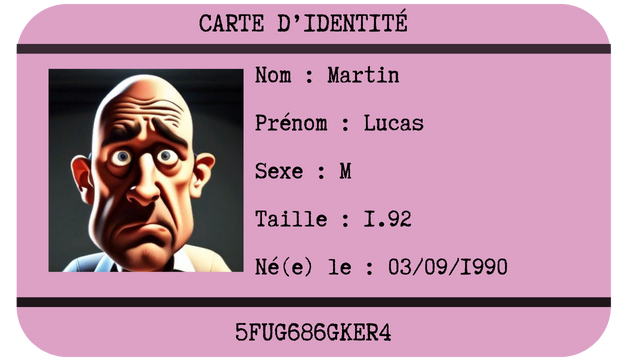 CARTE D'IDENTITÉ
Nom : Martin
Prénom : Lucas
Sexe : M
Taille : I.92
Né(e) le : 03/09/I990
5FUG686GKER4